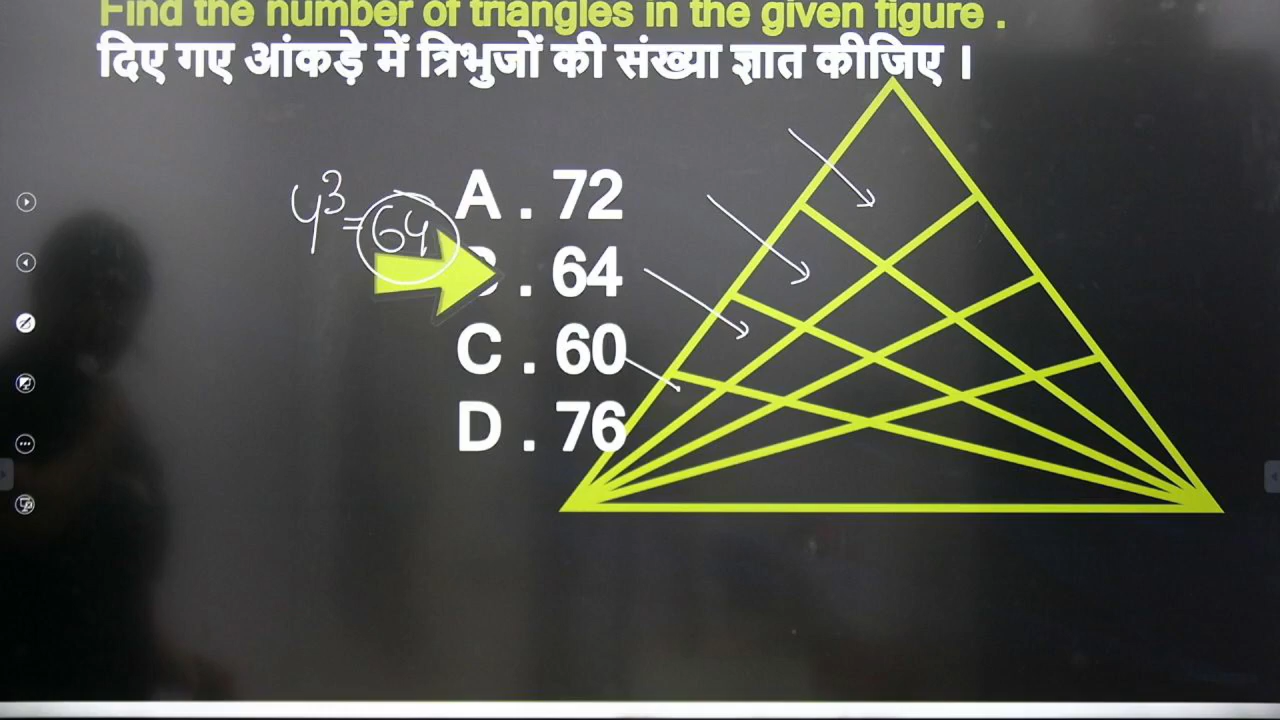 Find the number of triangles in the given figure .
दिए गए आंकड़े में त्रिभुजों की संख्या ज्ञात कीजिए ।
4³=64
A . 72
. 64
C . 60
D . 76